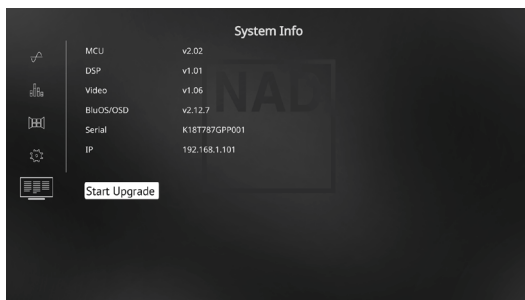 System Info
MCU v2.02
DSP v1.01
Video v1.06
BluOS/OSD v2.12.7
Serial K18T787GPP001
IP 192.168.1.101
NAD
Start Upgrade